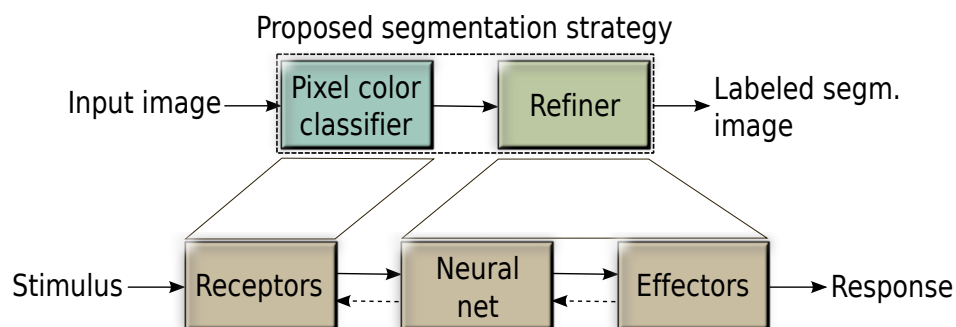 Proposed segmentation strategy
Input image
Pixel color
classifier
Refiner
Labeled segm.
image
Stimulus
Receptors
Neural
net
Effectors
Response